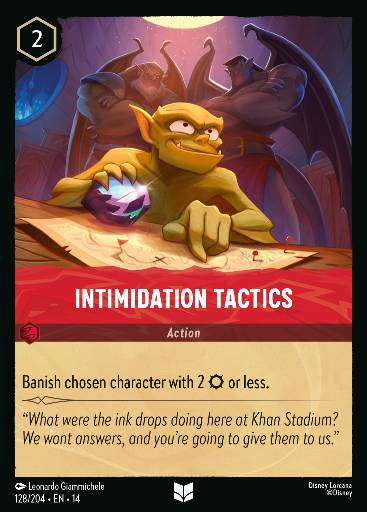 2
INTIMIDATION TACTICS
Action
Banish chosen character with 2 or less.
“What were the ink drops doing here at Khan Stadium?
We want answers, and you’re going to give them to us.”
Leonardo Giammichele
128/204 • EN • 14
Disney Lorcana
©Disney